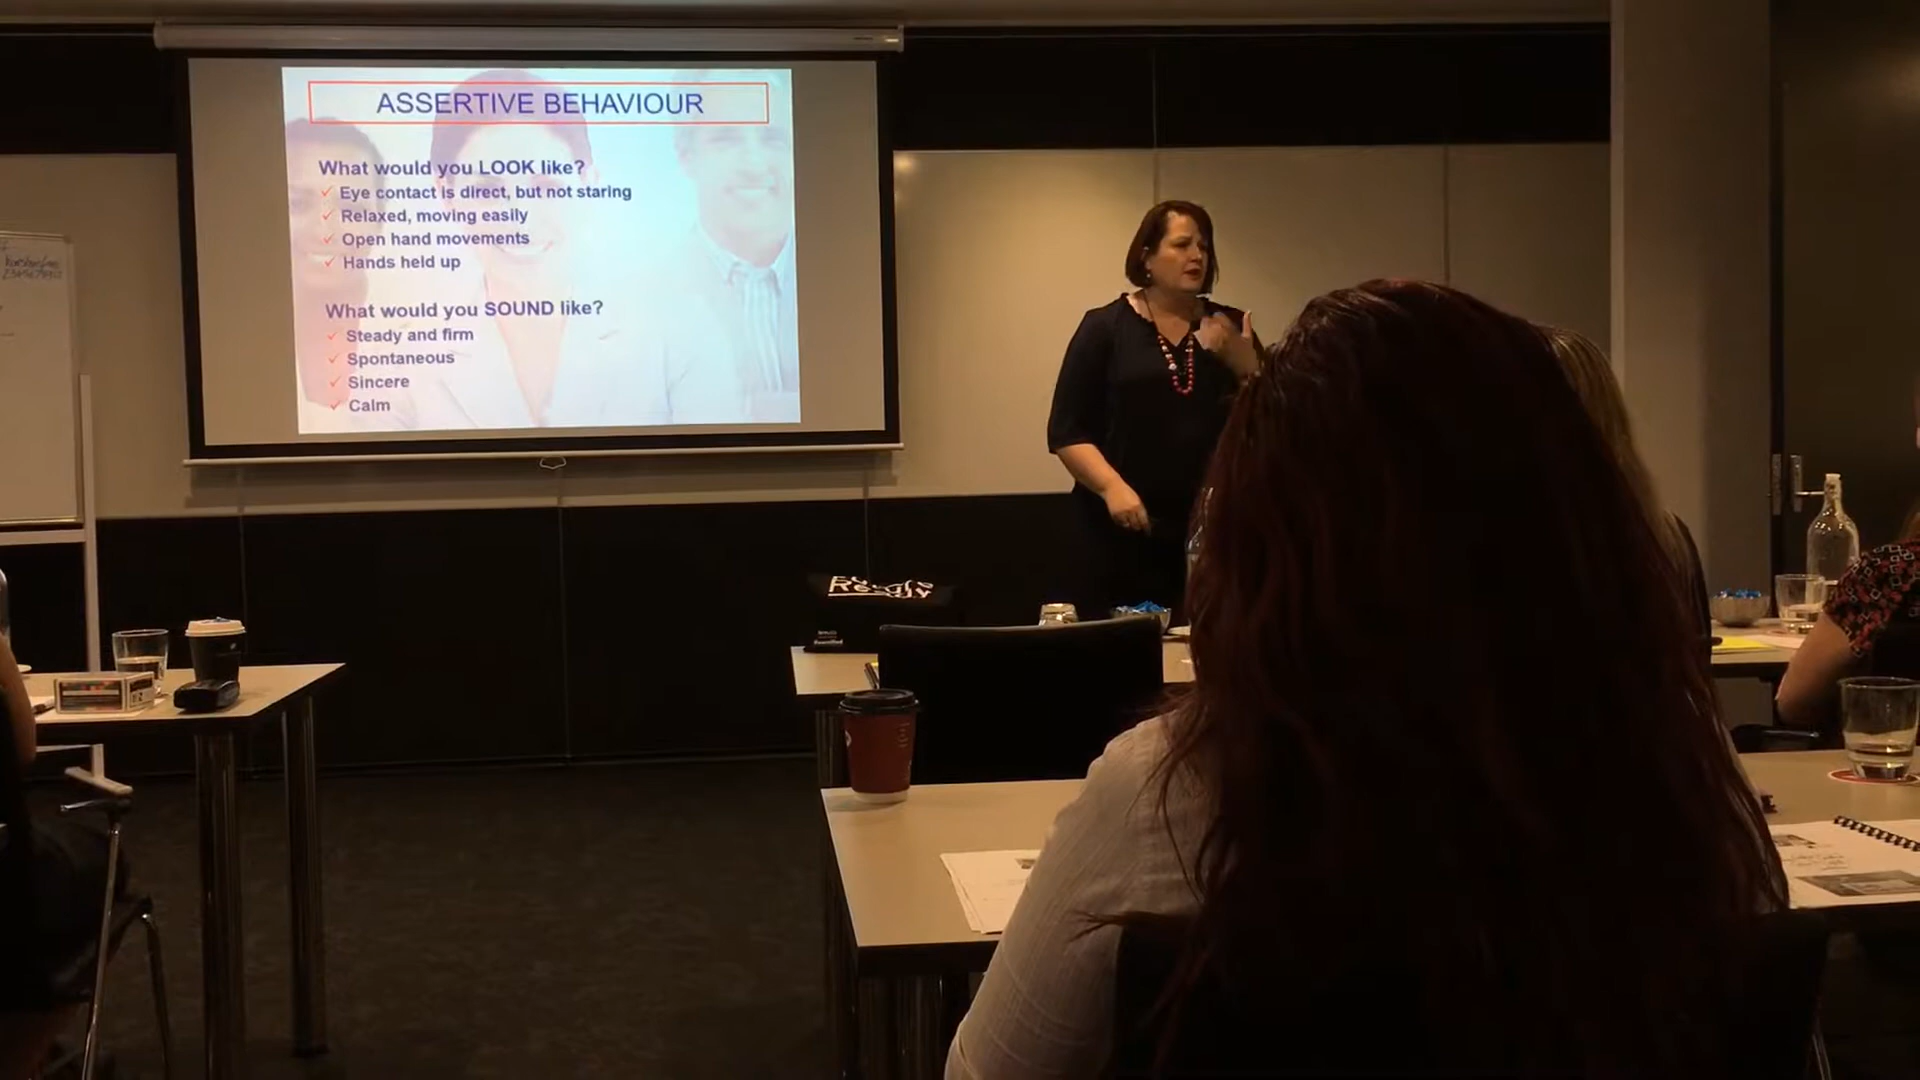 ASSERTIVE BEHAVIOUR
What would you LOOK like?
Eye contact is direct, but not staring
Relaxed, moving easily
Open hand movements
Hands held up
What would you SOUND like?
Steady and firm
Spontaneous
Sincere
Calm
Ready